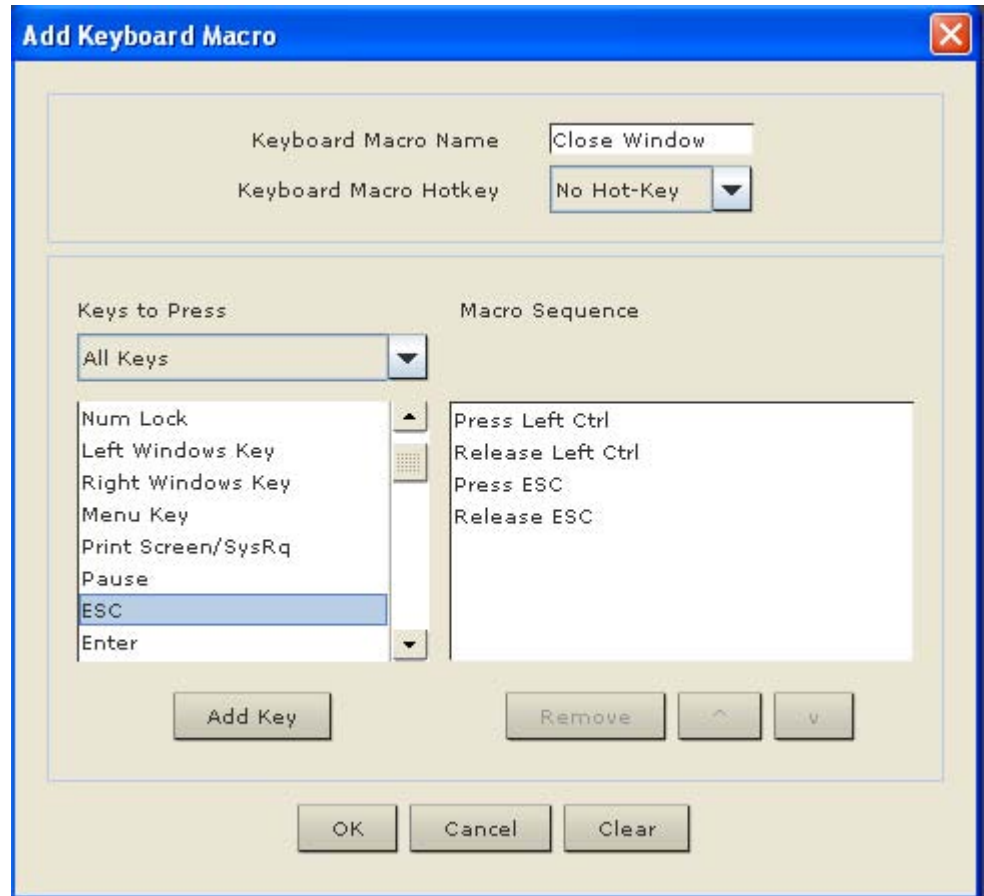 Add Keyboard Macro
Keyboard Macro Name Close Window
Keyboard Macro Hotkey No Hot-Key
Keys to Press
All Keys
Num Lock
Left Windows Key
Right Windows Key
Menu Key
Print Screen/SysRq
Pause
ESC
Enter
Add Key
Macro Sequence
Press Left Ctrl
Release Left Ctrl
Press ESC
Release ESC
Remove ^ v
OK Cancel Clear